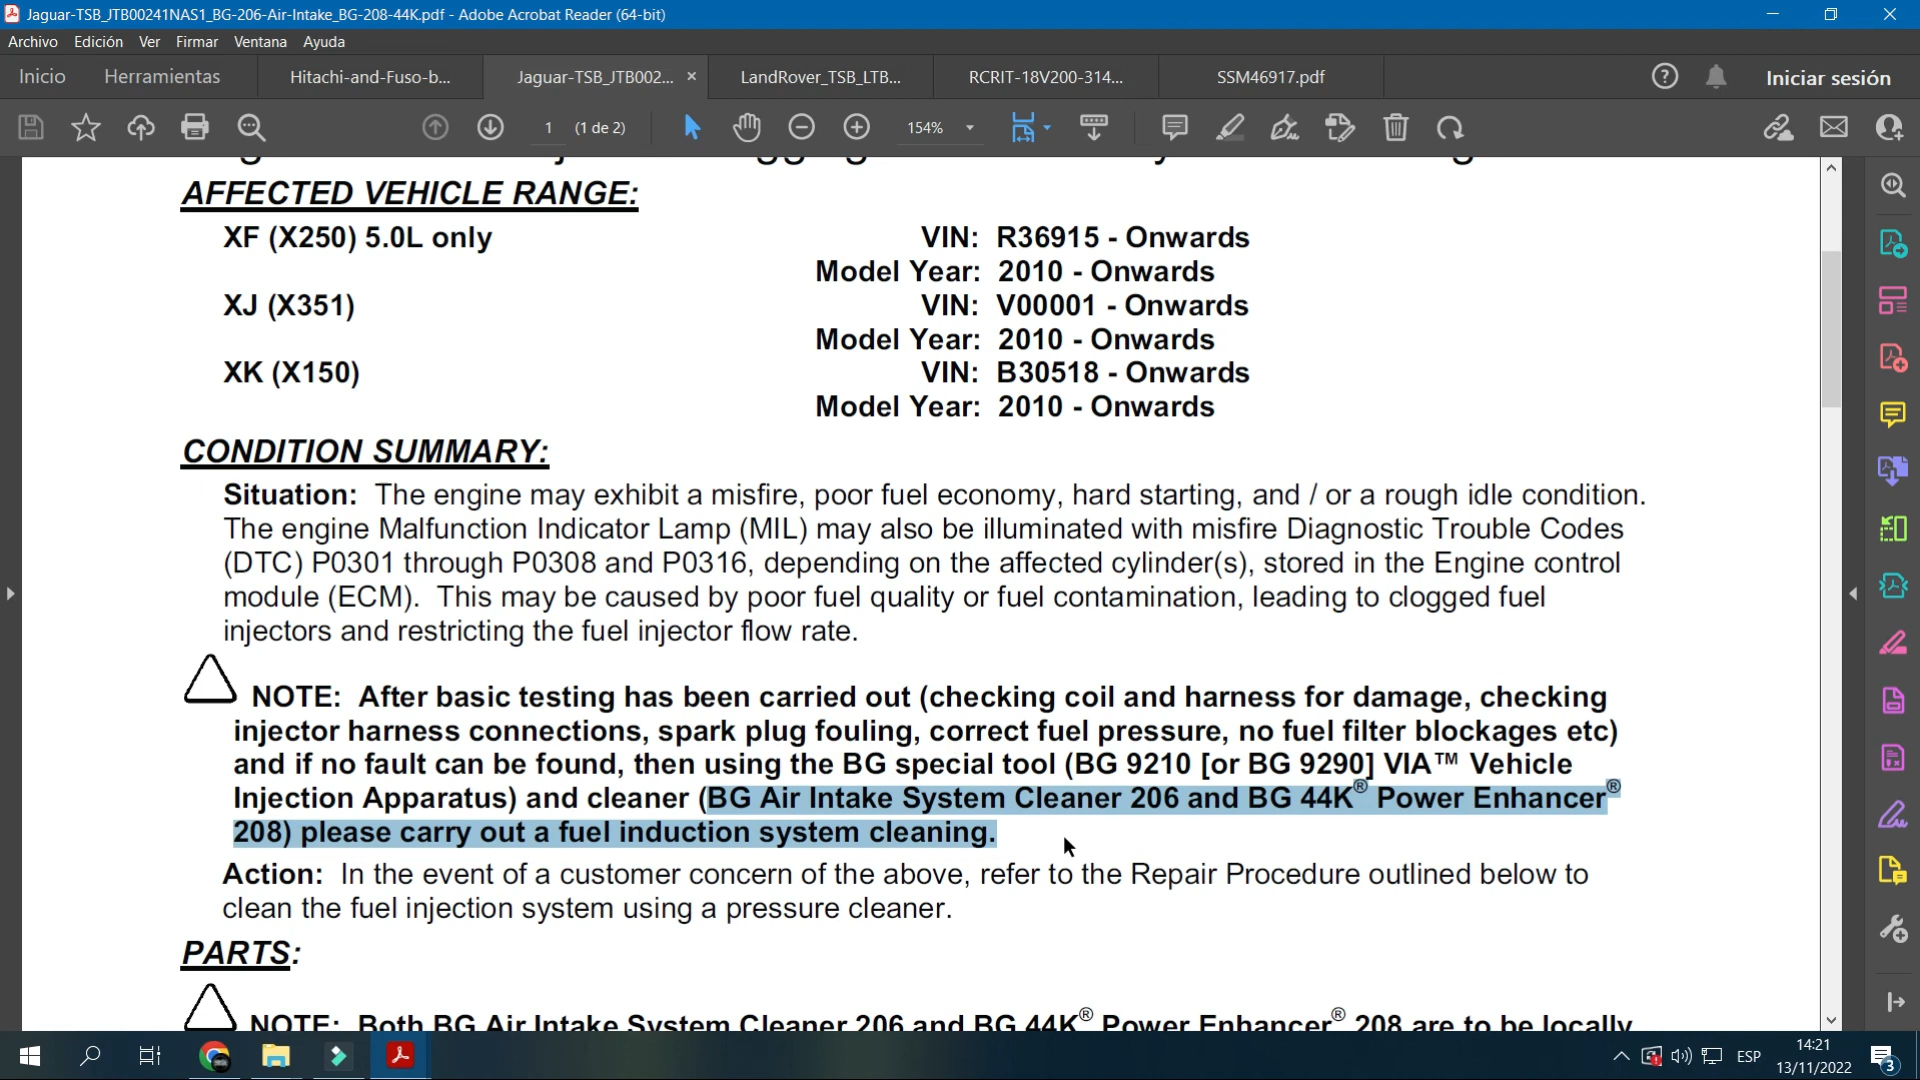 Jaguar-TSB_JTB00241NAS1_BG-206-Air-Intake_BG-208-44K.pdf - Adobe Acrobat Reader (64-bit)
Archivo Edición Ver Firmar Ventana Ayuda
Inicio Herramientas Hitachi-and-Fuso-b... Jaguar-TSB_JTB002... × LandRover_TSB_LTB... RCRIT-18V200-314... SSM46917.pdf Iniciar sesión
1 (1 de 2) 154%
AFFECTED VEHICLE RANGE:
XF (X250) 5.0L only VIN: R36915 - Onwards
Model Year: 2010 - Onwards
XJ (X351) VIN: V00001 - Onwards
Model Year: 2010 - Onwards
XK (X150) VIN: B30518 - Onwards
Model Year: 2010 - Onwards
CONDITION SUMMARY:
Situation: The engine may exhibit a misfire, poor fuel economy, hard starting, and / or a rough idle condition.
The engine Malfunction Indicator Lamp (MIL) may also be illuminated with misfire Diagnostic Trouble Codes
(DTC) P0301 through P0308 and P0316, depending on the affected cylinder(s), stored in the Engine control
module (ECM). This may be caused by poor fuel quality or fuel contamination, leading to clogged fuel
injectors and restricting the fuel injector flow rate.
NOTE: After basic testing has been carried out (checking coil and harness for damage, checking
injector harness connections, spark plug fouling, correct fuel pressure, no fuel filter blockages etc)
and if no fault can be found, then using the BG special tool (BG 9210 [or BG 9290] VIA™ Vehicle
Injection Apparatus) and cleaner (BG Air Intake System Cleaner 206 and BG 44K® Power Enhancer®
208) please carry out a fuel induction system cleaning.
Action: In the event of a customer concern of the above, refer to the Repair Procedure outlined below to
clean the fuel injection system using a pressure cleaner.
PARTS:
NOTE: Both BG Air Intake System Cleaner 206 and BG 44K® Power Enhancer® 208 are to be locally
ESP 14:21
13/11/2022 3